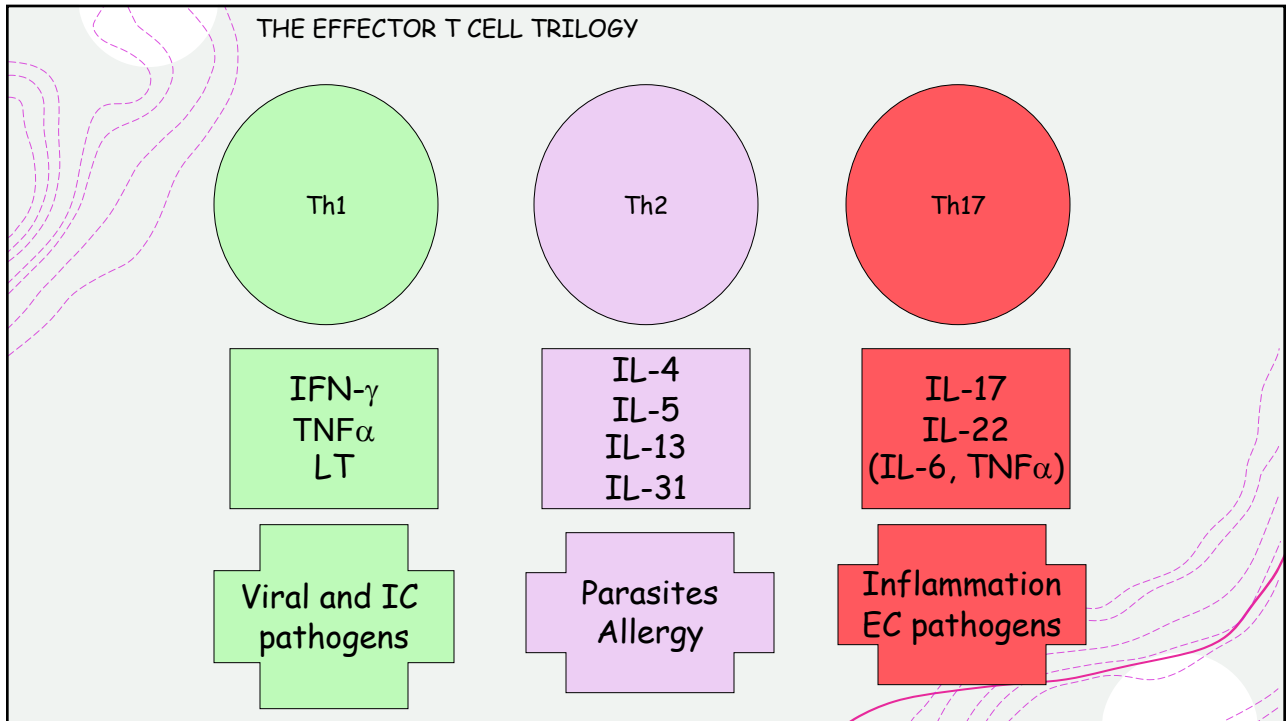 THE EFFECTOR T CELL TRILOGY
Th1
Th2
Th17
IFN-γ
TNFα
LT
IL-4
IL-5
IL-13
IL-31
IL-17
IL-22
(IL-6, TNFα)
Viral and IC
pathogens
Parasites
Allergy
Inflammation
EC pathogens